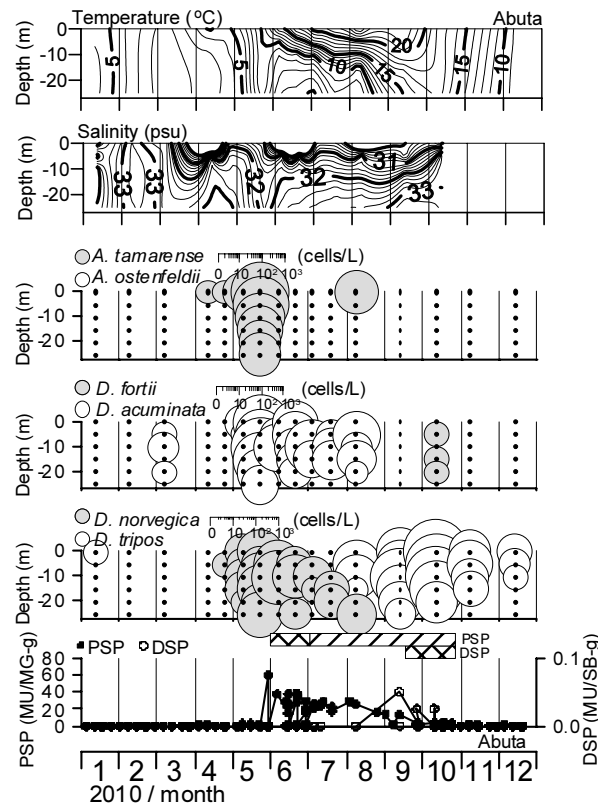 Temperature (°C) Abuta
Depth (m)
0
-10
-20
5
5
10
15
20
15
10
Salinity (psu)
Depth (m)
0
-10
-20
33
33
32
32
31
33
A. tamarense
A. ostenfeldii
(cells/L)
0 10 10² 10³
Depth (m)
0
-10
-20
D. fortii
D. acuminata
(cells/L)
0 10 10² 10³
Depth (m)
0
-10
-20
D. norvegica
D. tripos
(cells/L)
0 10 10² 10³
Depth (m)
0
-10
-20
PSP
DSP
PSP DSP
PSP (MU/MG-g)
80
60
40
20
0
DSP (MU/SB-g)
0.1
0.0
Abuta
1 2 3 4 5 6 7 8 9 10 11 12
2010 / month